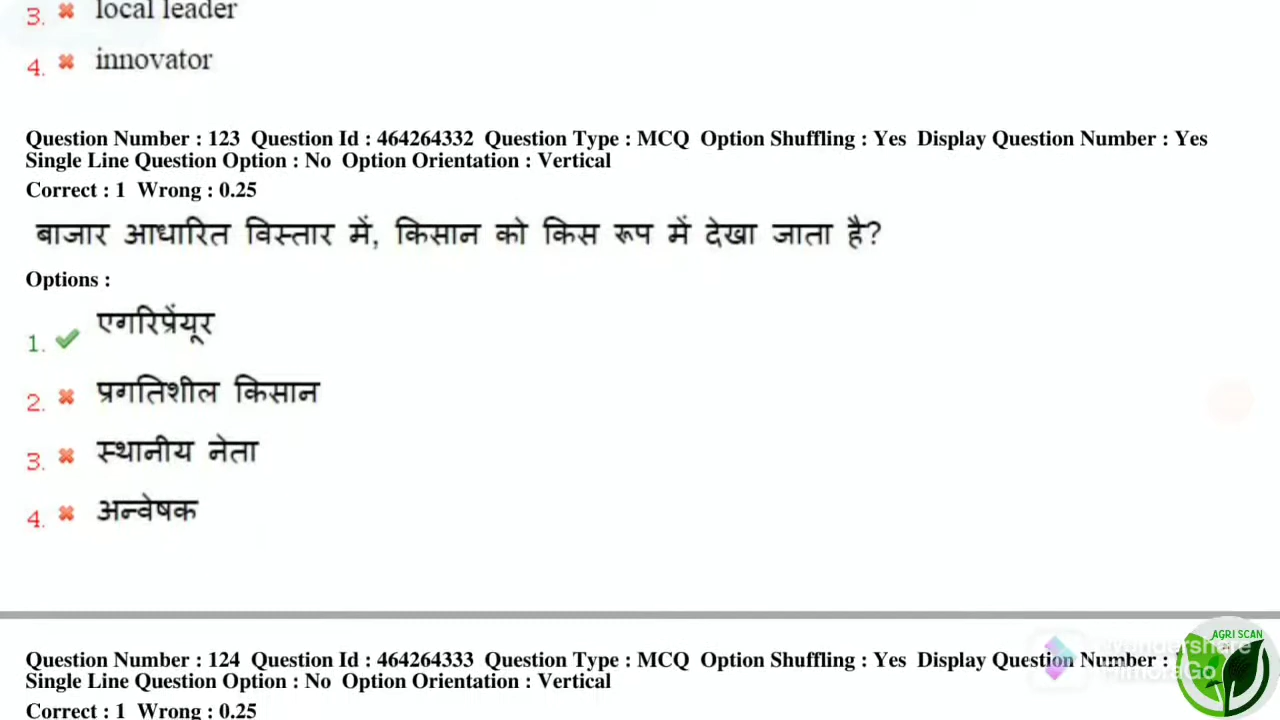 3. local leader
4. innovator
Question Number : 123 Question Id : 464264332 Question Type : MCQ Option Shuffling : Yes Display Question Number : Yes
Single Line Question Option : No Option Orientation : Vertical
Correct : 1 Wrong : 0.25
बाजार आधारित विस्तार में, किसान को किस रूप में देखा जाता है?
Options :
1. एगरिप्रेंयूर
2. प्रगतिशील किसान
3. स्थानीय नेता
4. अन्वेषक
Question Number : 124 Question Id : 464264333 Question Type : MCQ Option Shuffling : Yes Display Question Number :
Single Line Question Option : No Option Orientation : Vertical
Correct : 1 Wrong : 0.25
AGRI SCAN